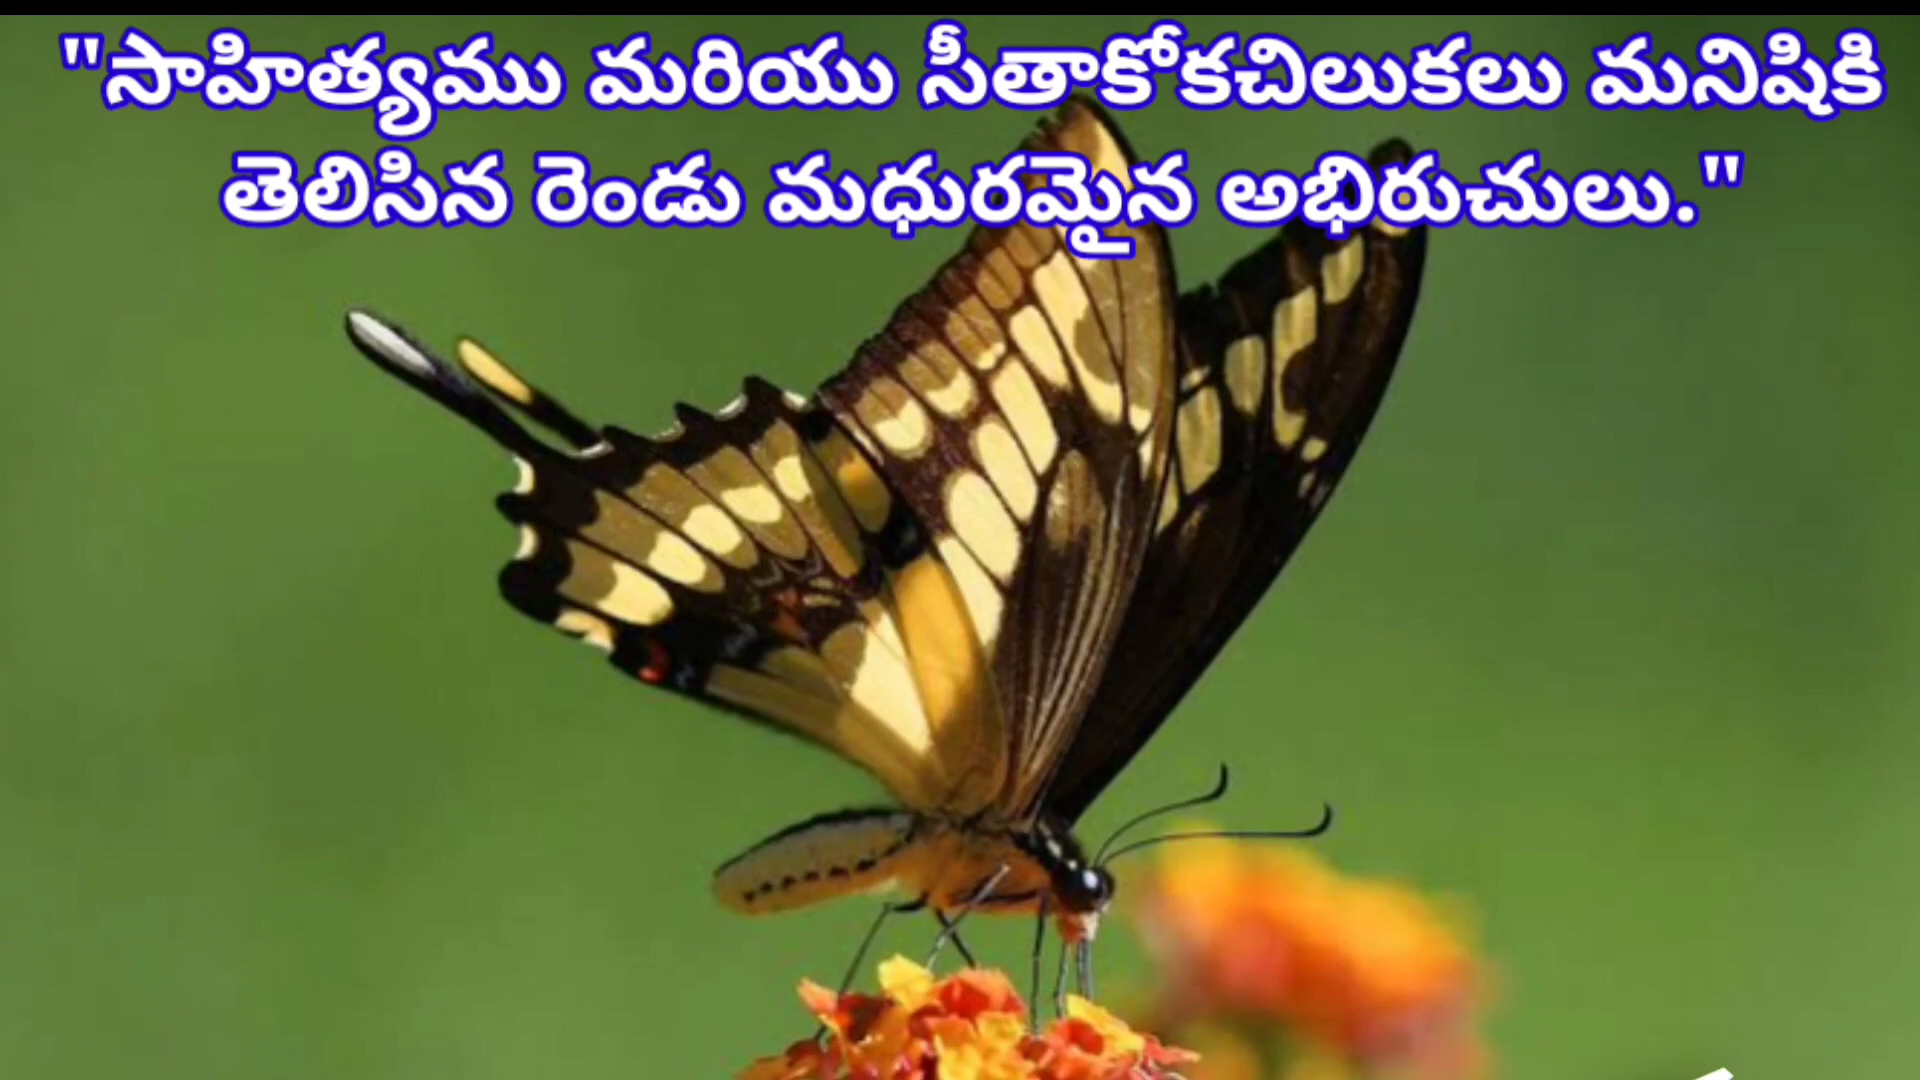 "సాహిత్యము మరియు సీతాకోకచిలుకలు మనిషికి
తెలిసిన రెండు మధురమైన అభిరుచులు."